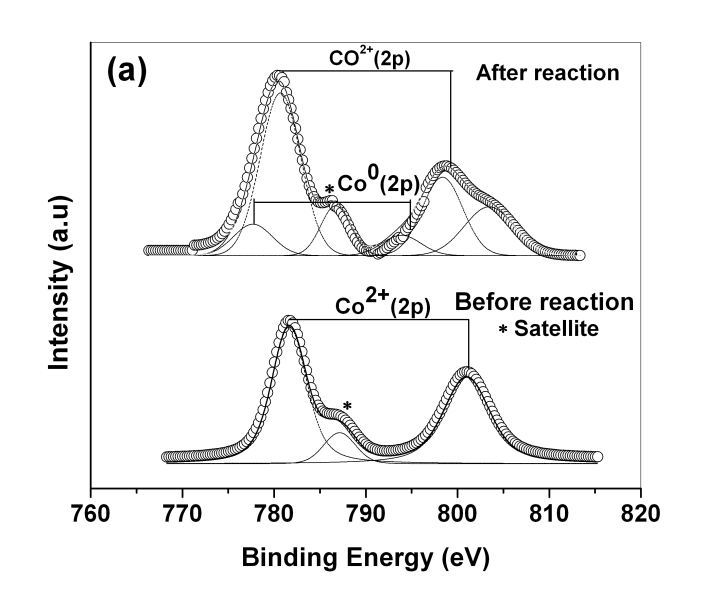 (a)
CO²⁺(2p)
After reaction
* Co⁰(2p)
Co²⁺(2p)
Before reaction
* Satellite
Intensity (a.u)
760 770 780 790 800 810 820
Binding Energy (eV)